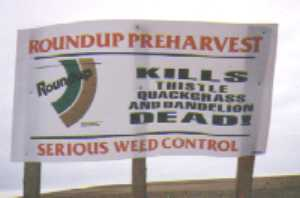 ROUNDUP PREHARVEST
Roundup
KILLS
THISTLE
QUACKGRASS
AND DANDELION
DEAD!
SERIOUS WEED CONTROL